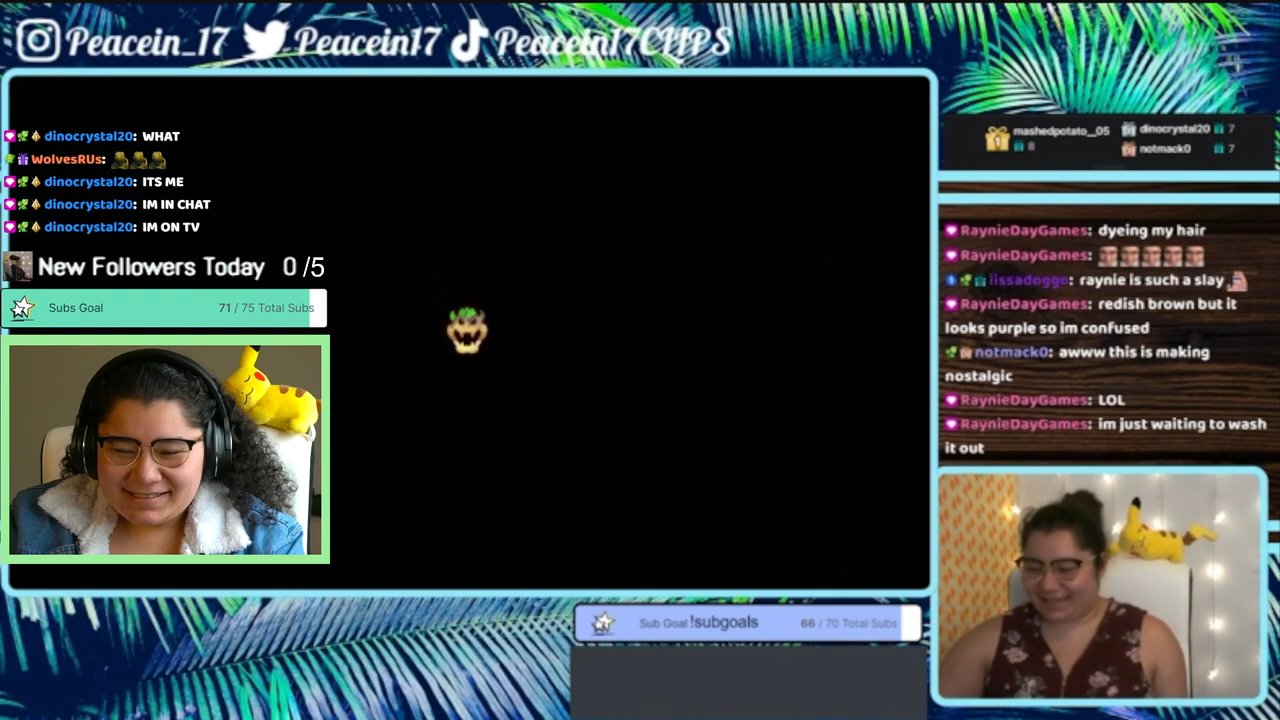 Peacein_17 Peacein17 Peacein17CLIPS
dinocrystal20: WHAT
WolvesRUs:
dinocrystal20: ITS ME
dinocrystal20: IM IN CHAT
dinocrystal20: IM ON TV
New Followers Today 0 /5
Subs Goal 71 / 75 Total Subs
mashedpotato__05 8
dinocrystal20 7
notmack0 7
RaynieDayGames: dyeing my hair
RaynieDayGames:
iissadoggo: raynie is such a slay
RaynieDayGames: redish brown but it
looks purple so im confused
notmack0: awww this is making
nostalgic
RaynieDayGames: LOL
RaynieDayGames: im just waiting to wash
it out
Sub Goal !subgoals 66 / 70 Total Subs